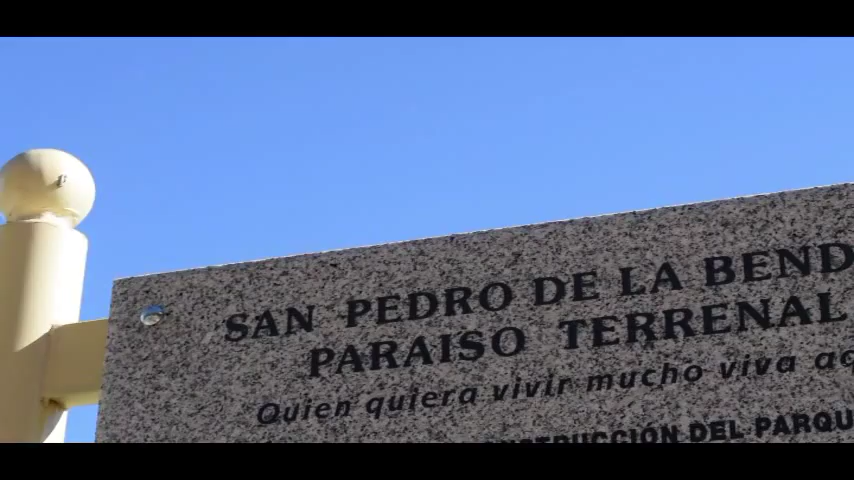 SAN PEDRO DE LA BEND
PARAISO TERRENAL
Quien quiera vivir mucho viva aq
DEL PARQU